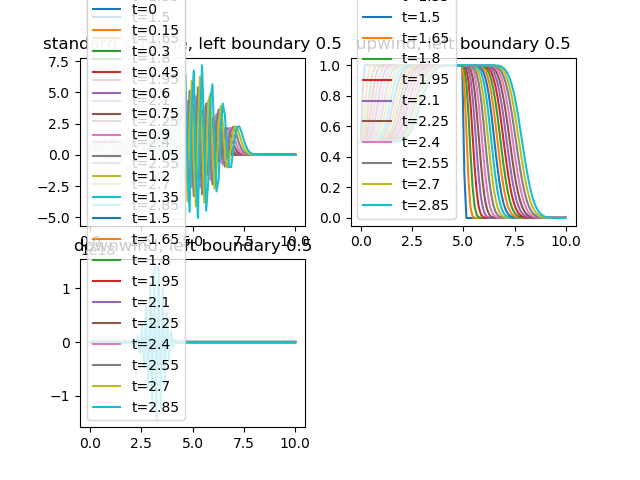 t=0
t=0.15
t=0.3
t=0.45
t=0.6
t=0.75
t=0.9
t=1.05
t=1.2
t=1.35
t=1.5
t=1.65
t=1.8
t=1.95
t=2.1
t=2.25
t=2.4
t=2.55
t=2.7
t=2.85
left boundary 0.5
7.5
5.0
2.5
0.0
−2.5
−5.0
5.0
7.5
10.0
t=1.5
t=1.65
t=1.8
t=1.95
t=2.1
t=2.25
t=2.4
t=2.55
t=2.7
t=2.85
upwind, left boundary 0.5
1.0
0.8
0.6
0.4
0.2
0.0
0.0
2.5
5.0
7.5
10.0
downwind, left boundary 0.5
1e18
1
0
−1
0.0
2.5
5.0
7.5
10.0